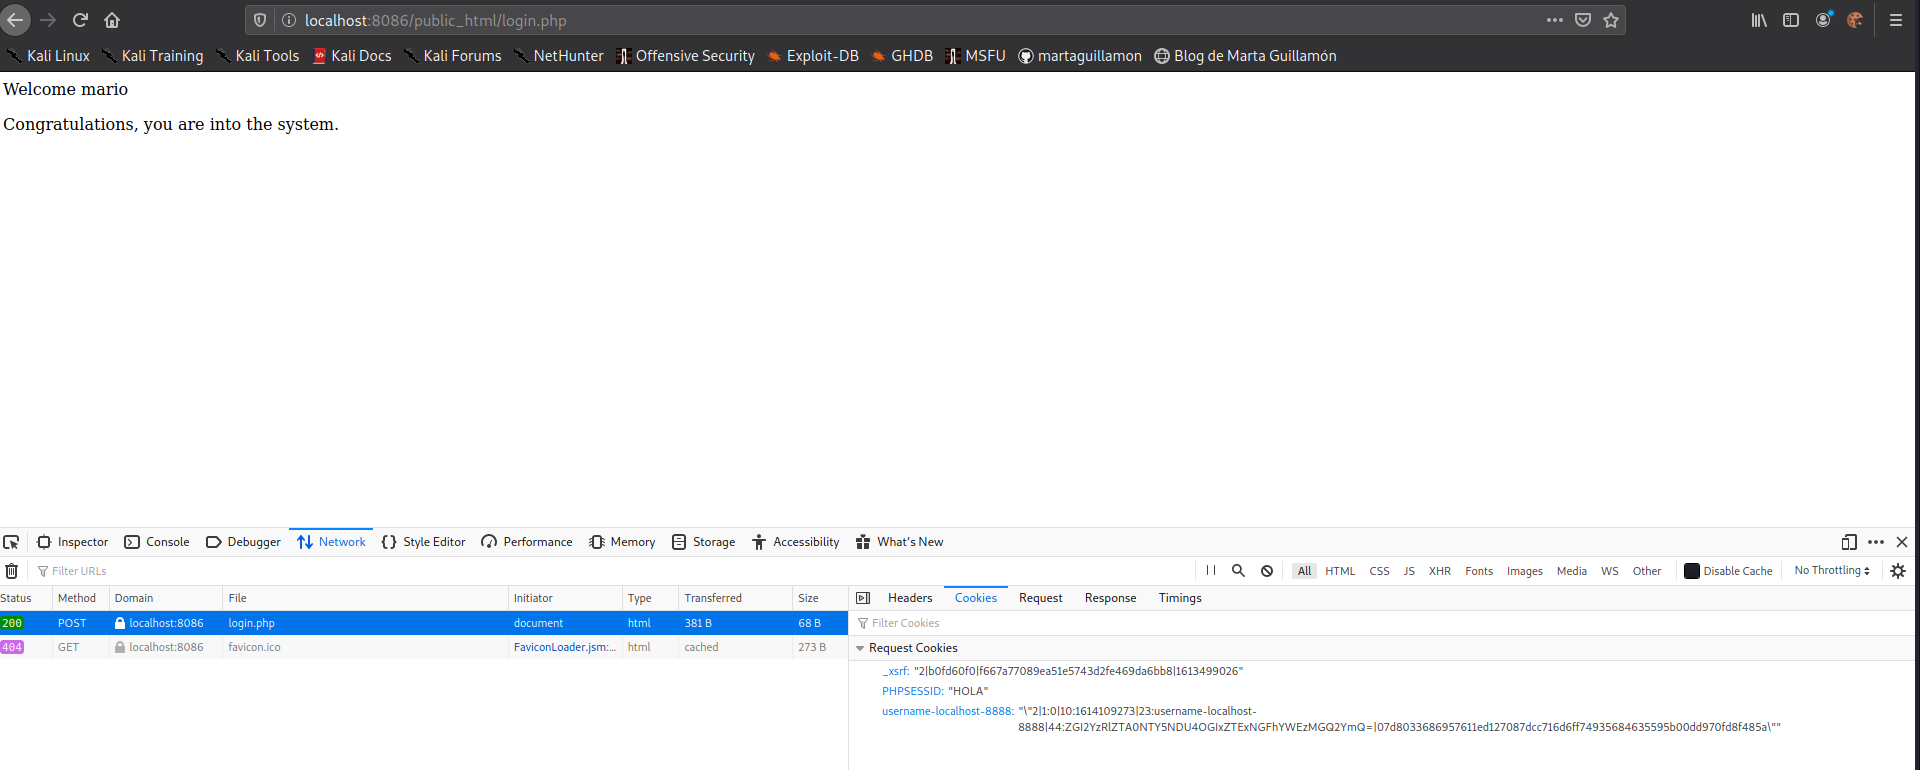 localhost:8086/public_html/login.php
Kali Linux Kali Training Kali Tools Kali Docs Kali Forums NetHunter Offensive Security Exploit-DB GHDB MSFU martaguillamon Blog de Marta Guillamón
Welcome mario
Congratulations, you are into the system.
Inspector Console Debugger Network Style Editor Performance Memory Storage Accessibility What's New
Filter URLs All HTML CSS JS XHR Fonts Images Media WS Other Disable Cache No Throttling
Status Method Domain File Initiator Type Transferred Size Headers Cookies Request Response Timings
200 POST localhost:8086 login.php document html 381 B 68 B
404 GET localhost:8086 favicon.ico FaviconLoader.jsm:... html cached 273 B
Filter Cookies
Request Cookies
_xsrf: "2|b0fd60f0|f667a77089ea51e5743d2fe469da6bb8|1613499026"
PHPSESSID: "HOLA"
username-localhost-8888: "\"2|1:0|10:1614109273|23:username-localhost-
8888|44:ZGI2YzRlZTA0NTY5NDU4OGIxZTExNGFhYWEzMGQ2YmQ=|07d8033686957611ed127087dcc716d6ff74935684635595b00dd970fd8f485a\""